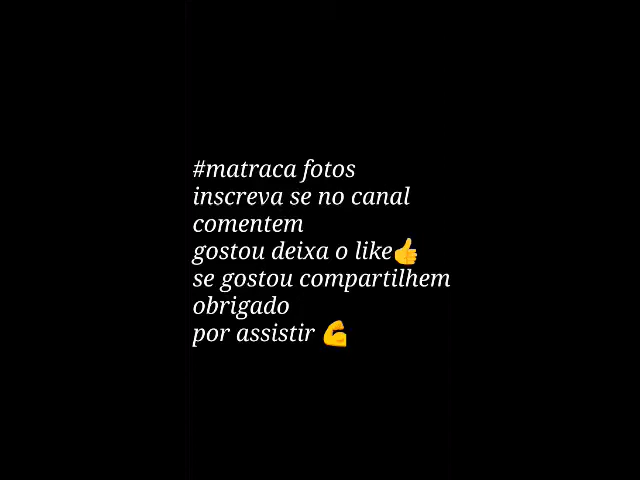 #matraca fotos
inscreva se no canal
comentem
gostou deixa o like👍
se gostou compartilhem
obrigado
por assistir 💪